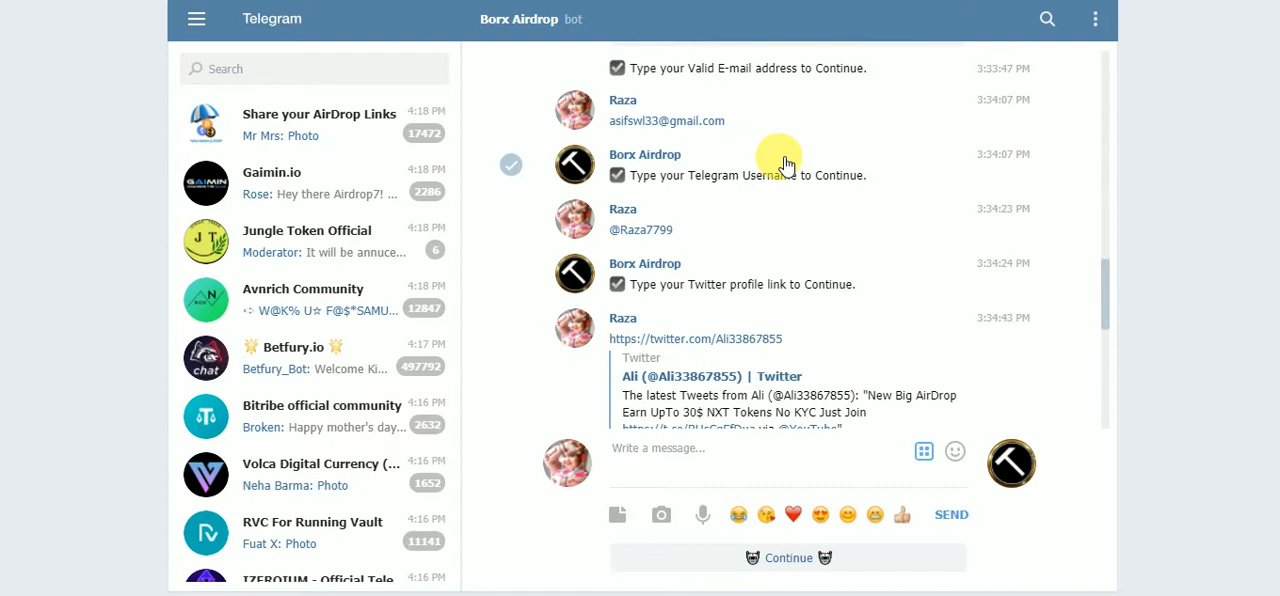 Telegram
Borx Airdrop bot
Search
Share your AirDrop Links 4:18 PM
Mr Mrs: Photo 17472
Gaimin.io 4:18 PM
Rose: Hey there Airdrop7! ... 2286
Jungle Token Official 4:18 PM
Moderator: It will be annuce... 6
Avnrich Community 4:18 PM
W@K% U☆ F@$*SAMU... 12847
Betfury.io 4:17 PM
Betfury_Bot: Welcome Ki... 497792
Bitribe official community 4:16 PM
Broken: Happy mother's day... 2632
Volca Digital Currency (... 4:16 PM
Neha Barma: Photo 1652
RVC For Running Vault 4:16 PM
Fuat X: Photo 11141
IZEROIUM - Official Tele 4:16 PM
Type your Valid E-mail address to Continue. 3:33:47 PM
Raza 3:34:07 PM
asifswl33@gmail.com
Borx Airdrop 3:34:07 PM
Type your Telegram Username to Continue.
Raza 3:34:23 PM
@Raza7799
Borx Airdrop 3:34:24 PM
Type your Twitter profile link to Continue.
Raza 3:34:43 PM
https://twitter.com/Ali33867855
Twitter
Ali (@Ali33867855) | Twitter
The latest Tweets from Ali (@Ali33867855): "New Big AirDrop
Earn UpTo 30$ NXT Tokens No KYC Just Join
via @YouTube"
Write a message...
SEND
Continue
GAIMIN
J T
N
RICH
chat